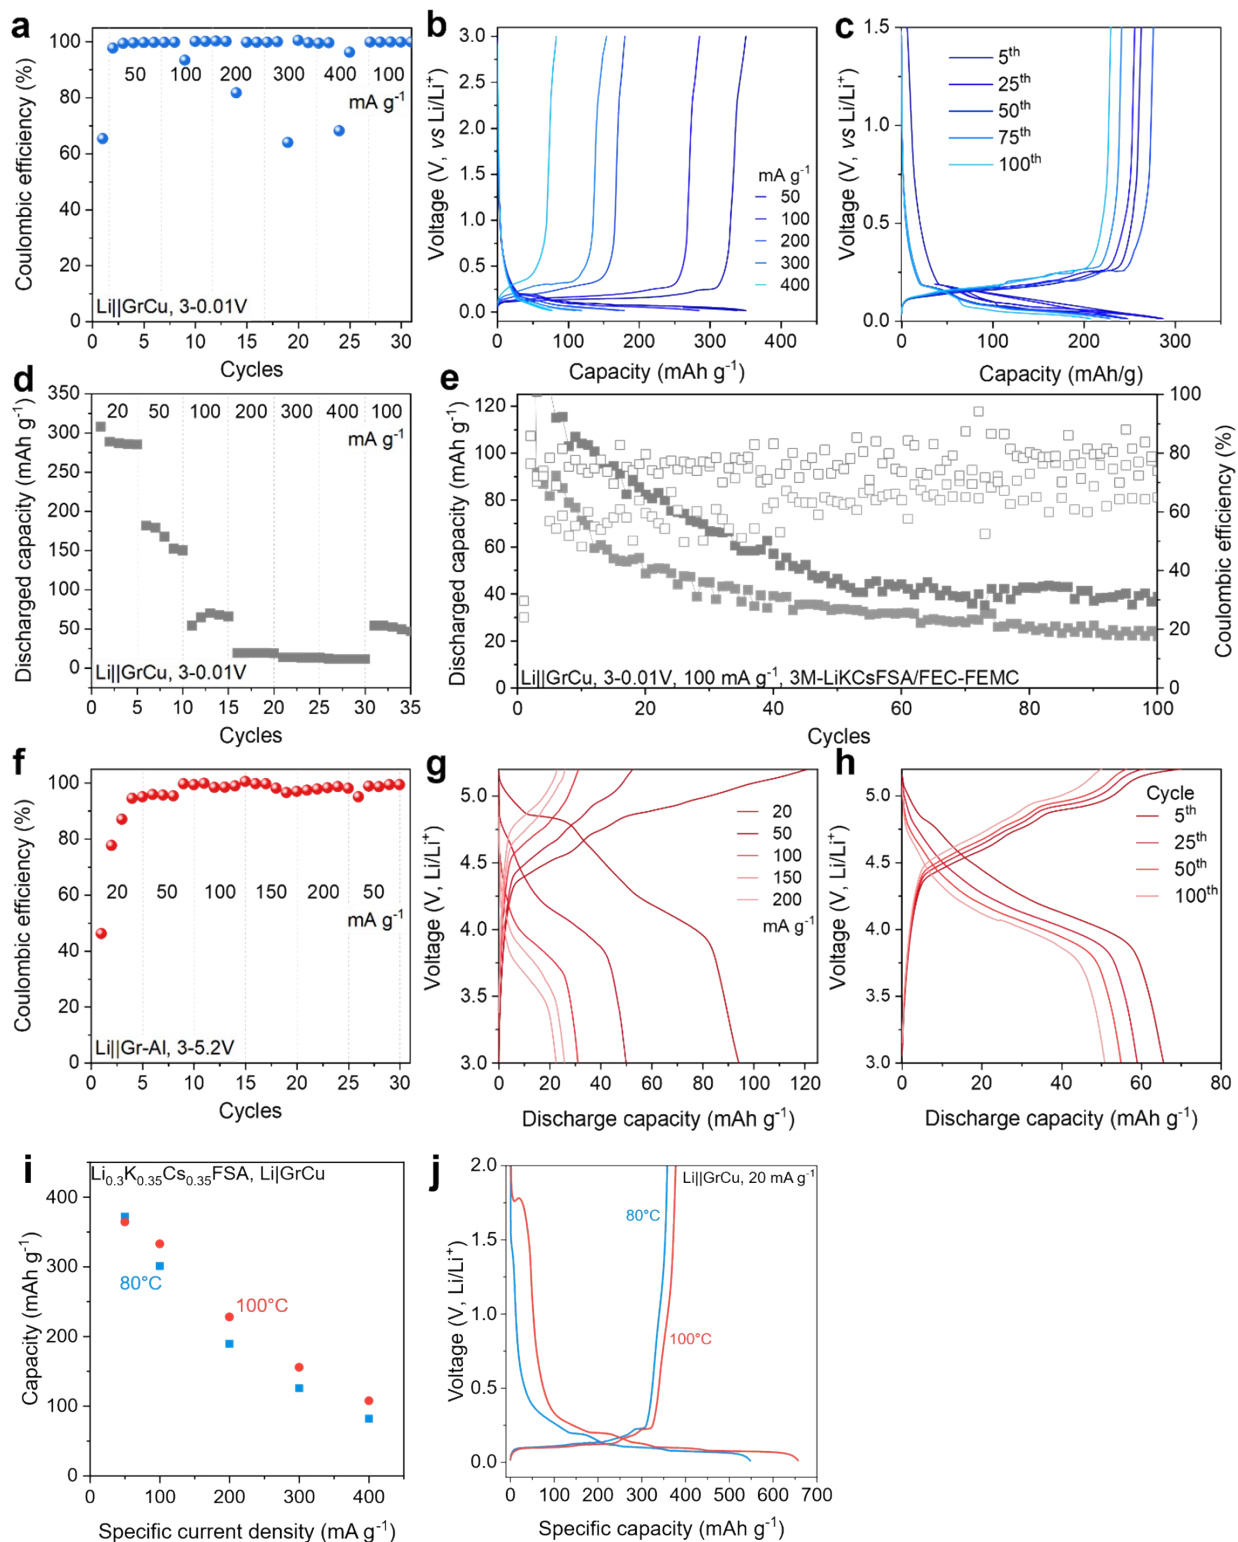 a
Coulombic efficiency (%)
100
80
60
40
20
0
50 100 200 300 400 100
mA g⁻¹
Li||GrCu, 3-0.01V
0 5 10 15 20 25 30
Cycles
b
Voltage (V, vs Li/Li⁺)
3.0
2.5
2.0
1.5
1.0
0.5
0.0
mA g⁻¹
50
100
200
300
400
0 100 200 300 400
Capacity (mAh g⁻¹)
c
Voltage (V, vs Li/Li⁺)
1.5
1.0
0.5
0.0
5th
25th
50th
75th
100th
0 100 200 300
Capacity (mAh/g)
d
Discharged capacity (mAh g⁻¹)
350
300
250
200
150
100
50
0
20 50 100 200 300 400 100
mA g⁻¹
Li||GrCu, 3-0.01V
0 5 10 15 20 25 30 35
Cycles
e
Discharged capacity (mAh g⁻¹)
120
100
80
60
40
20
0
Li||GrCu, 3-0.01V, 100 mA g⁻¹, 3M-LiKCsFSA/FEC-FEMC
0 20 40 60 80 100
Cycles
100
80
60
40
20
0
Coulombic efficiency (%)
f
Coulombic efficiency (%)
100
80
60
40
20
0
20 50 100 150 200 50
mA g⁻¹
Li||Gr-Al, 3-5.2V
0 5 10 15 20 25 30
Cycles
g
Voltage (V, Li/Li⁺)
5.0
4.5
4.0
3.5
3.0
20
50
100
150
200
mA g⁻¹
0 20 40 60 80 100 120
Discharge capacity (mAh g⁻¹)
h
Voltage (V, Li/Li⁺)
5.0
4.5
4.0
3.5
3.0
Cycle
5th
25th
50th
100th
0 20 40 60 80
Discharge capacity (mAh g⁻¹)
i
Li₀.₃K₀.₃₅Cs₀.₃₅FSA, Li|GrCu
Capacity (mAh g⁻¹)
400
300
200
100
0
80°C
100°C
0 100 200 300 400
Specific current density (mA g⁻¹)
j
Li||GrCu, 20 mA g⁻¹
Voltage (V, Li/Li⁺)
2.0
1.5
1.0
0.5
0.0
80°C
100°C
0 100 200 300 400 500 600 700
Specific capacity (mAh g⁻¹)